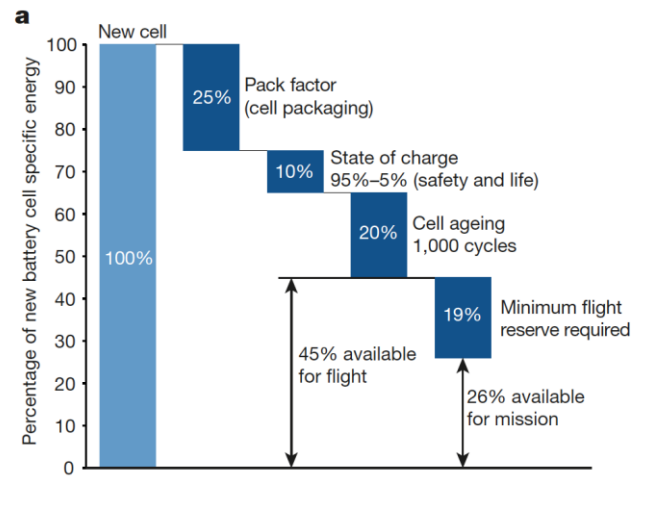 a
New cell
Percentage of new battery cell specific energy
100
90
80
70
60
50
40
30
20
10
0
100%
25%
Pack factor
(cell packaging)
10%
State of charge
95%–5% (safety and life)
20%
Cell ageing
1,000 cycles
19%
Minimum flight
reserve required
45% available
for flight
26% available
for mission